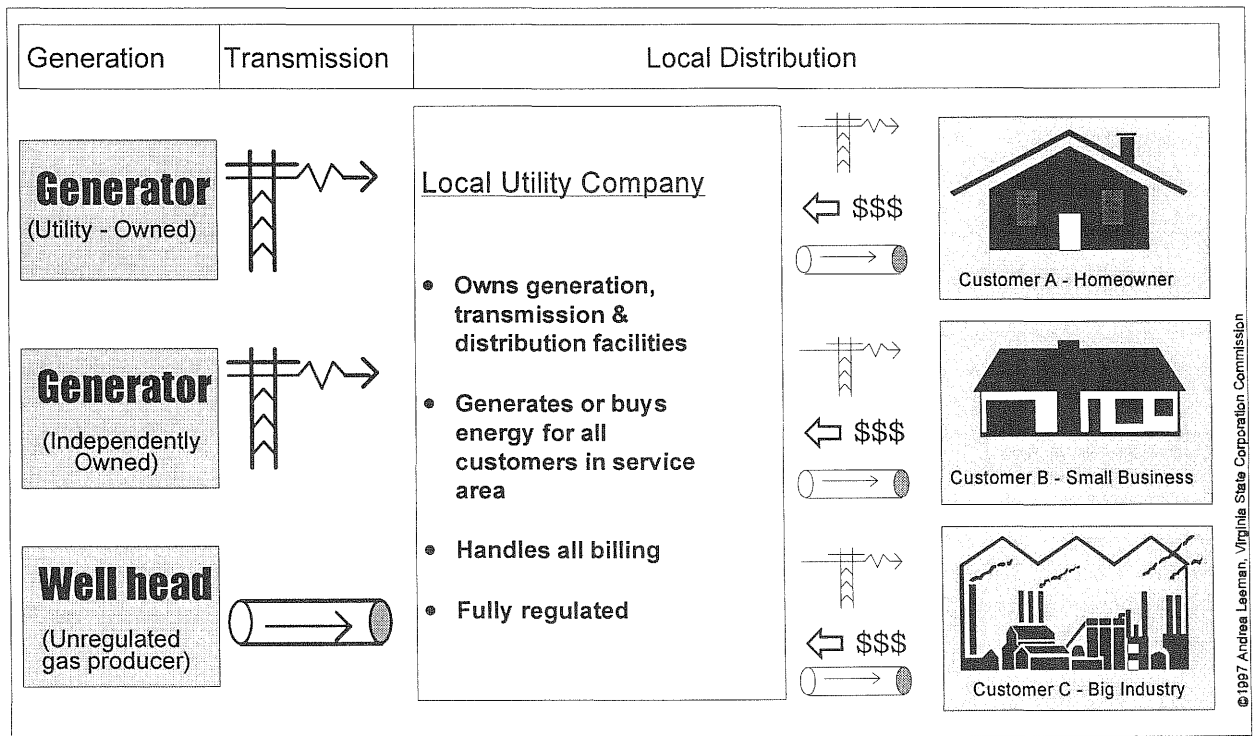 Generation
Transmission
Local Distribution
Generator
(Utility - Owned)
Generator
(Independently
Owned)
Well head
(Unregulated
gas producer)
Local Utility Company
• Owns generation,
transmission &
distribution facilities
• Generates or buys
energy for all
customers in service
area
• Handles all billing
• Fully regulated
$$$
Customer A - Homeowner
$$$
Customer B - Small Business
$$$
Customer C - Big Industry
©1997 Andrea Leeman, Virginia State Corporation Commission